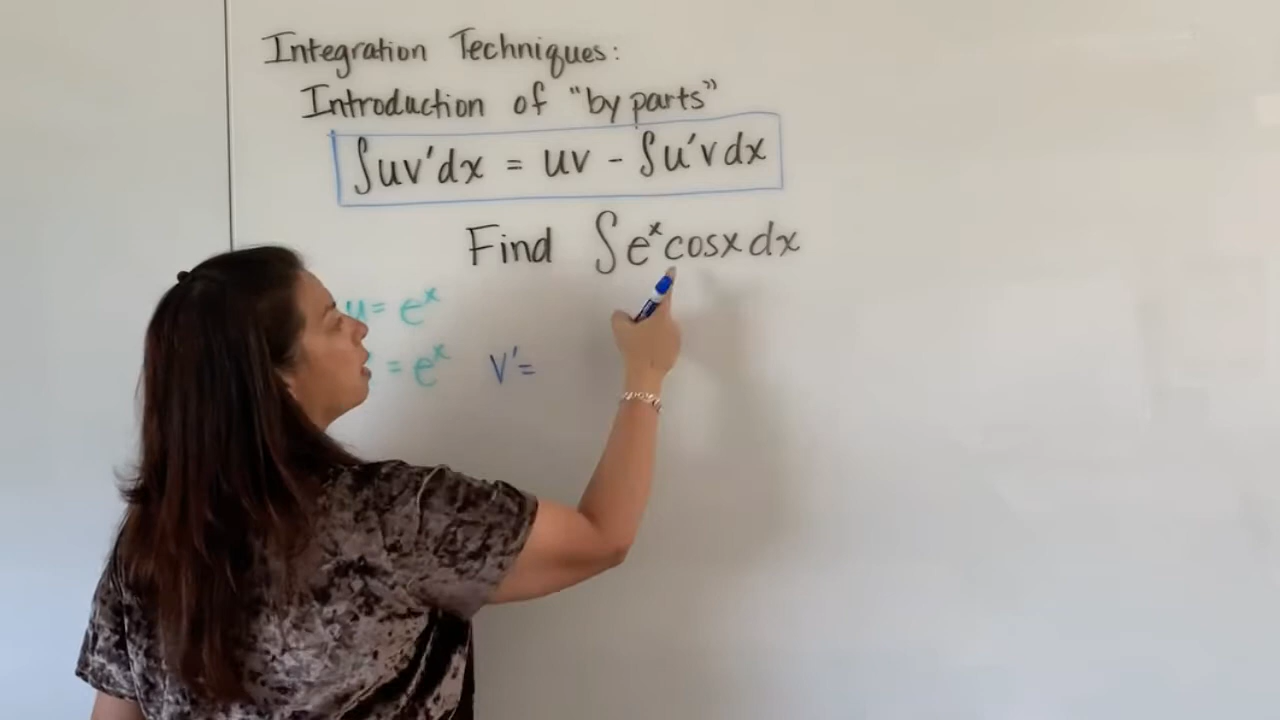 Integration Techniques:
Introduction of "by parts"
∫uv'dx = uv - ∫u'vdx
Find ∫eˣcosx dx
u = eˣ
= eˣ v'=